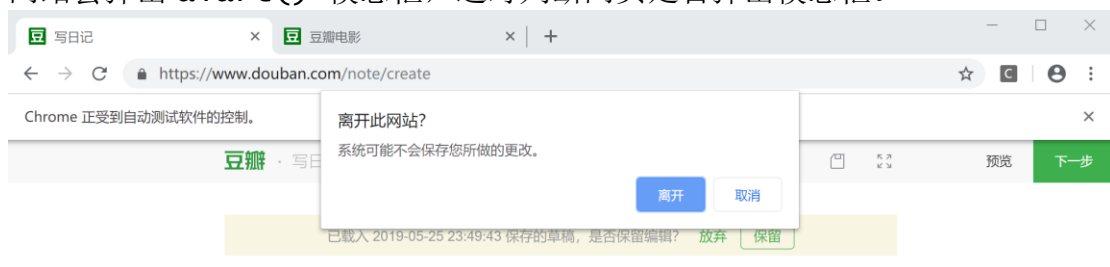 写日记 × 豆瓣电影 × +
https://www.douban.com/note/create
Chrome 正受到自动测试软件的控制。
离开此网站?
系统可能不会保存您所做的更改。
豆瓣 · 写日 预览 下一步
离开 取消
已载入 2019-05-25 23:49:43 保存的草稿，是否保留编辑? 放弃 保留